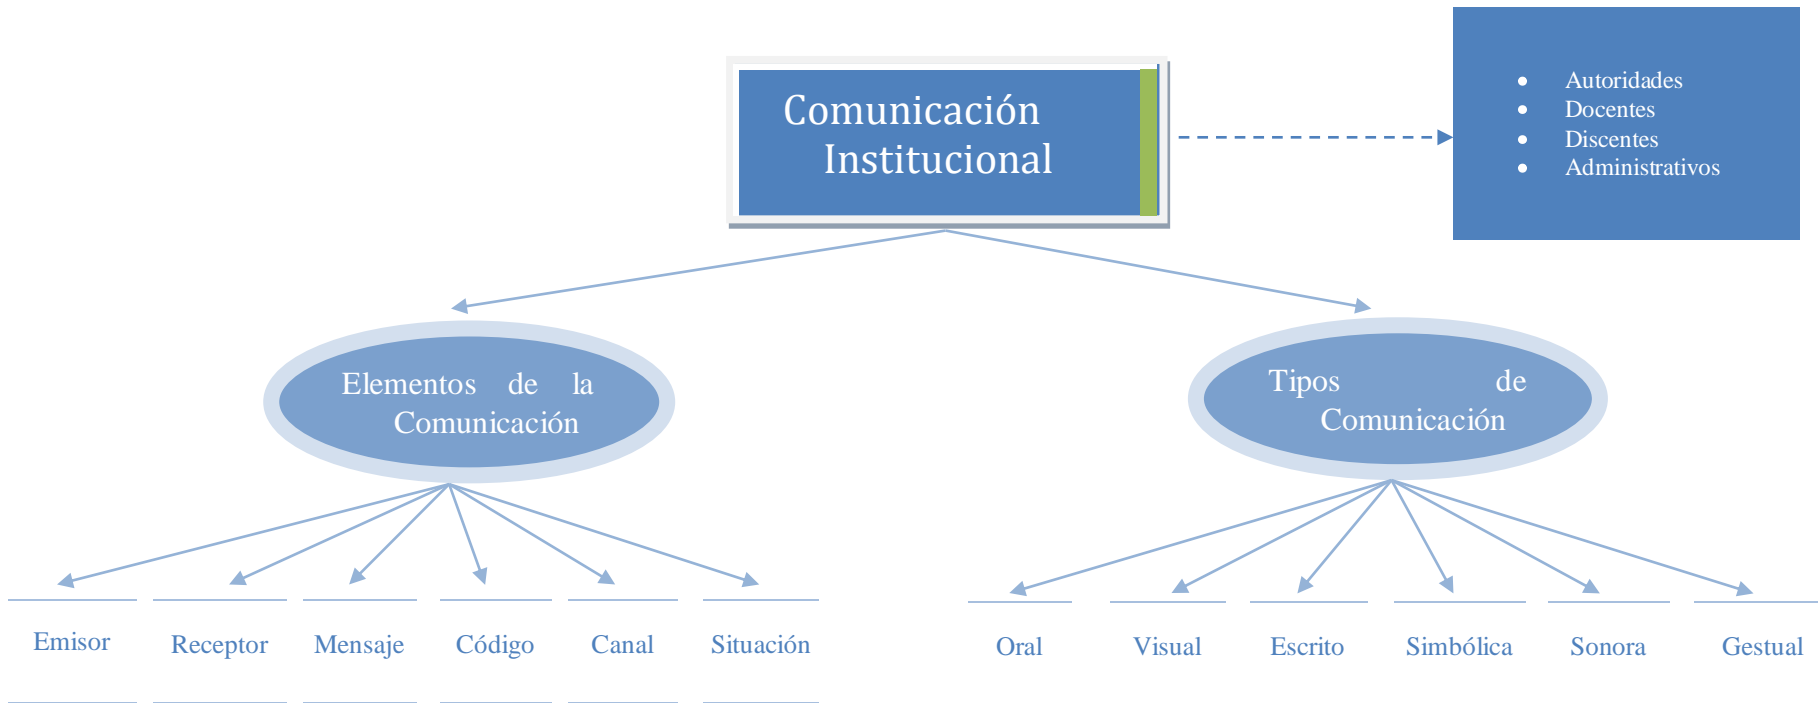 Comunicación
Institucional
Autoridades
Docentes
Discentes
Administrativos
Elementos de la
Comunicación
Tipos de
Comunicación
Emisor
Receptor
Mensaje
Código
Canal
Situación
Oral
Visual
Escrito
Simbólica
Sonora
Gestual